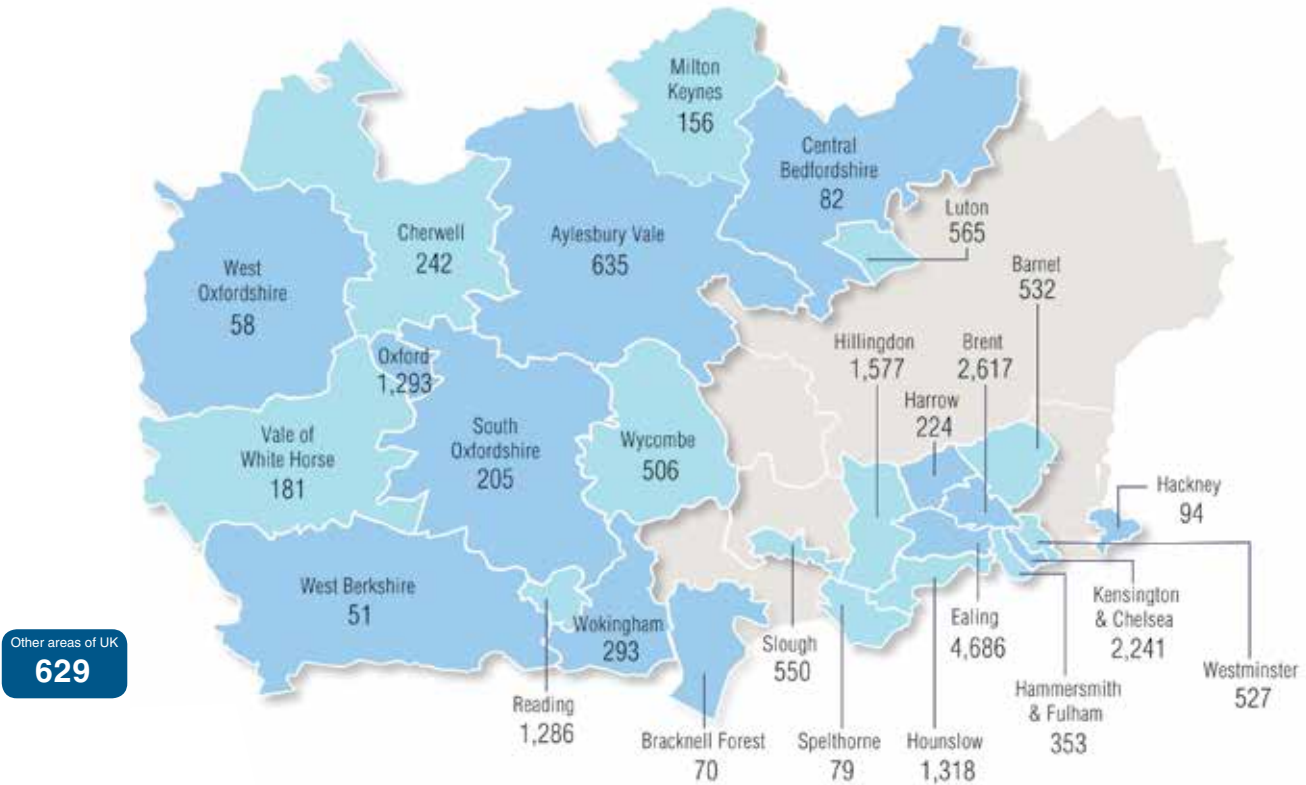 Milton
Keynes
156
Central
Bedfordshire
82
Luton
565
Cherwell
242
Aylesbury Vale
635
West
Oxfordshire
58
Barnet
532
Hillingdon
1,577
Brent
2,617
Oxford
1,293
Harrow
224
Vale of
White Horse
181
South
Oxfordshire
205
Wycombe
506
Hackney
94
West Berkshire
51
Wokingham
293
Slough
550
Ealing
4,686
Kensington
& Chelsea
2,241
Other areas of UK
629
Westminster
527
Reading
1,286
Hammersmith
& Fulham
353
Bracknell Forest
70
Spelthorne
79
Hounslow
1,318